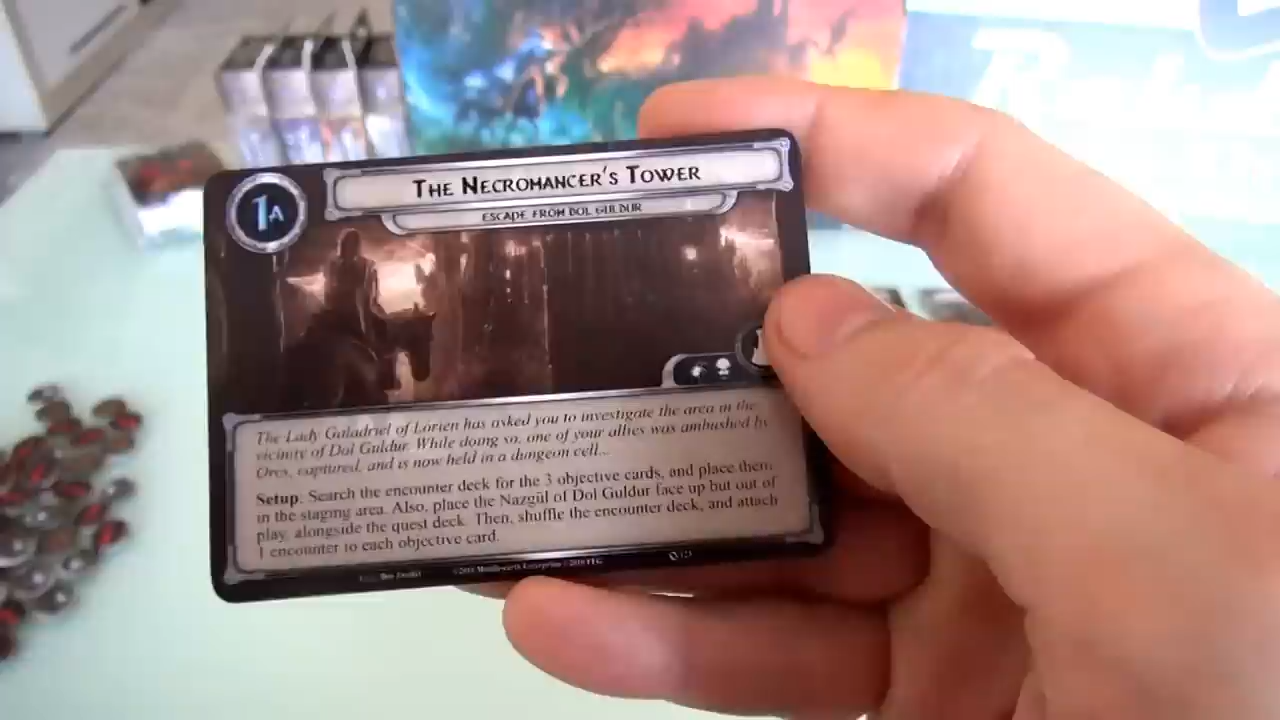 1A
THE NECROMANCER'S TOWER
ESCAPE FROM DOL GULDUR
The Lady Galadriel of Lórien has asked you to investigate the area in the
vicinity of Dol Guldur. While doing so, one of your allies was ambushed by
Orcs, captured, and is now held in a dungeon cell...
Setup: Search the encounter deck for the 3 objective cards, and place them
in the staging area. Also, place the Nazgûl of Dol Guldur face up but out of
play, alongside the quest deck. Then, shuffle the encounter deck, and attach
1 encounter to each objective card.